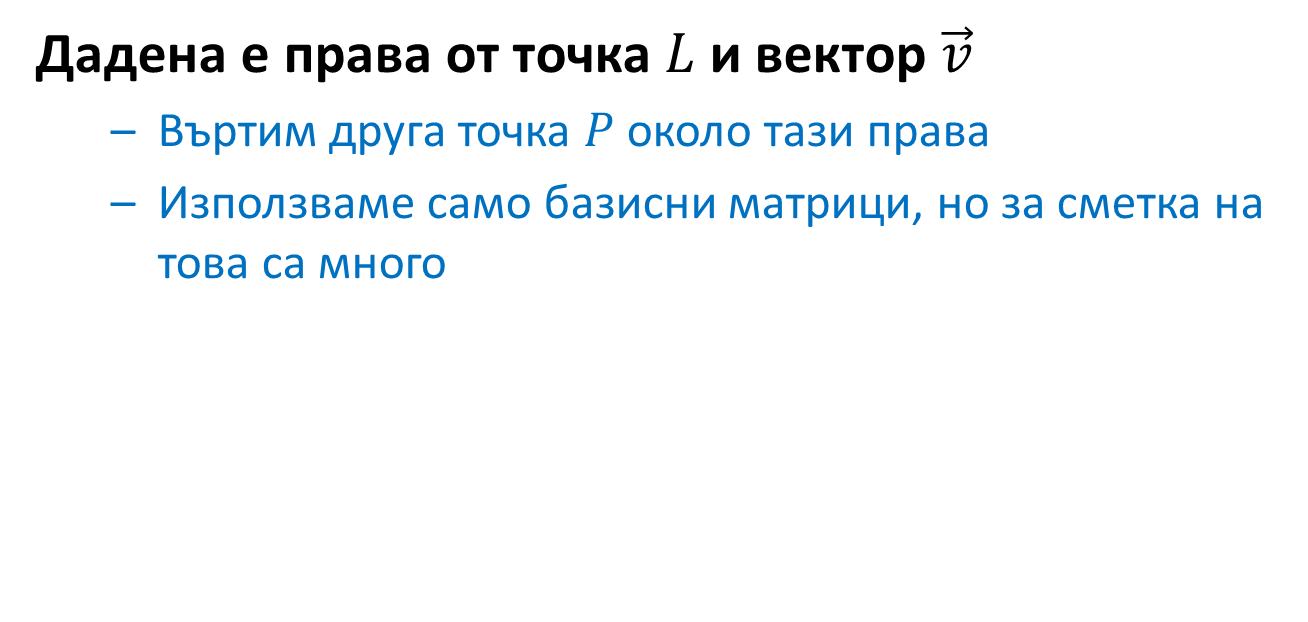 Дадена е права от точка L и вектор v⃗
– Въртим друга точка P около тази права
– Използваме само базисни матрици, но за сметка на
това са много